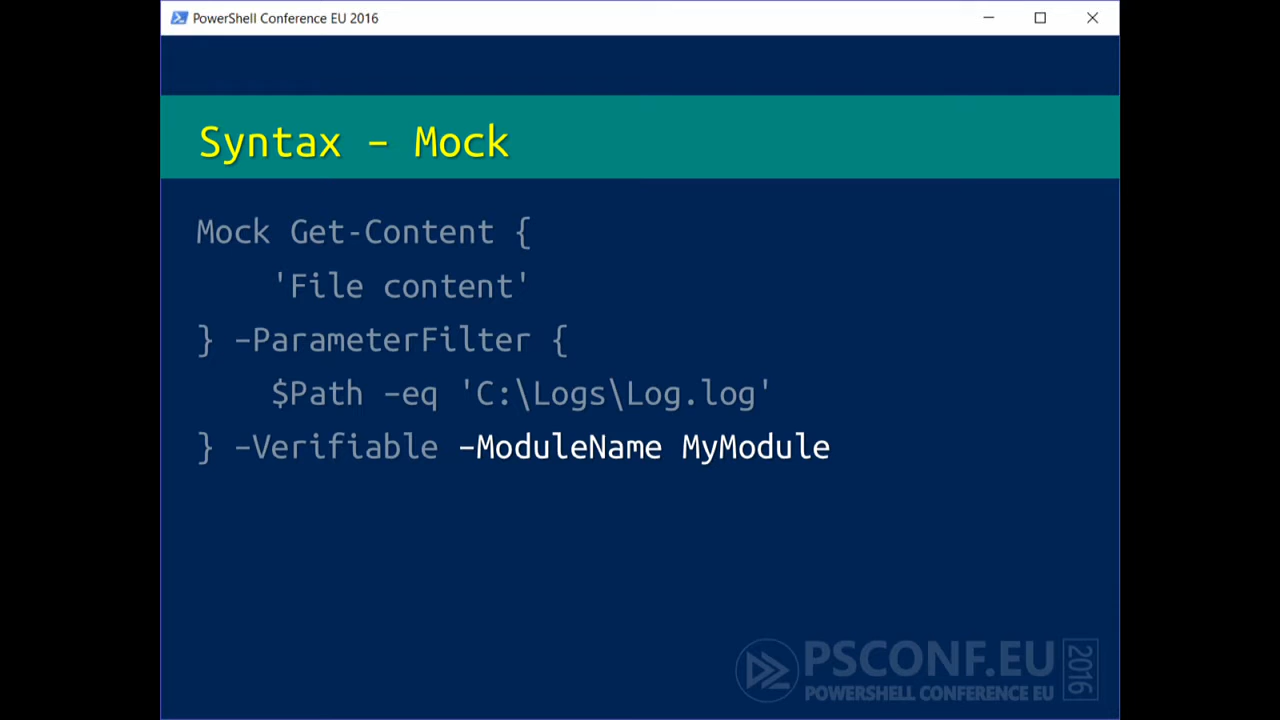 PowerShell Conference EU 2016
Syntax – Mock
Mock Get-Content {
'File content'
} –ParameterFilter {
$Path –eq 'C:\Logs\Log.log'
} –Verifiable –ModuleName MyModule
PSCONF.EU 2016
POWERSHELL CONFERENCE EU